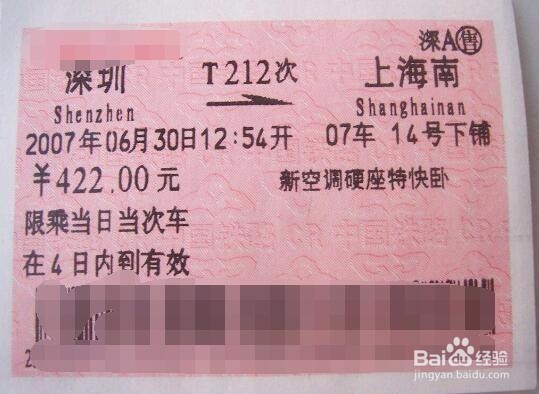 深A售
深圳 T212次 上海南
Shenzhen Shanghainan
2007年06月30日12:54开 07车 14号下铺
￥422.00元 新空调硬座特快卧
限乘当日当次车
在4日内到有效
Baidu经验
jingyan.baidu.com